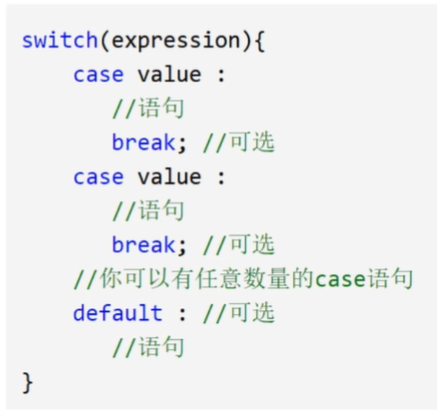 switch(expression){
    case value :
       //语句
       break; //可选
    case value :
       //语句
       break; //可选
    //你可以有任意数量的case语句
    default : //可选
       //语句
}